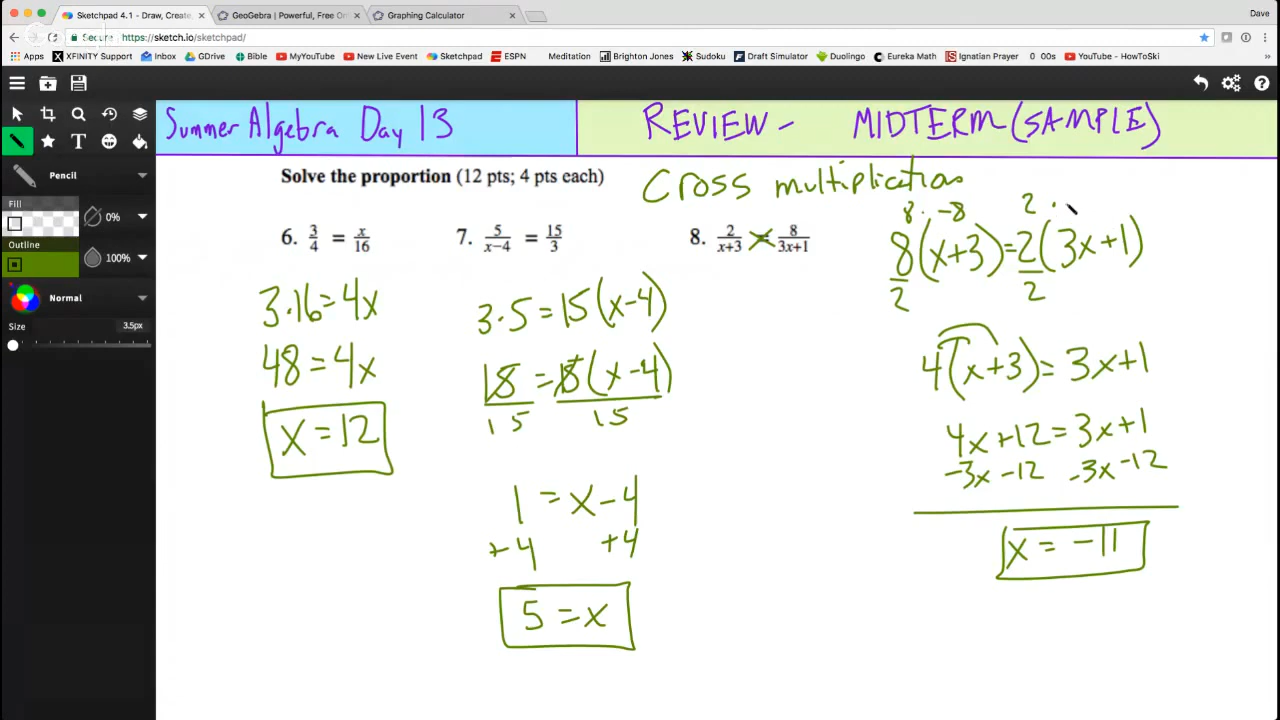 Sketchpad 4.1 - Draw, Create, GeoGebra | Powerful, Free On Graphing Calculator Dave
https://sketch.io/sketchpad/
Apps XFINITY Support Inbox GDrive Bible MyYouTube New Live Event Sketchpad ESPN Meditation Brighton Jones Sudoku Draft Simulator Duolingo Eureka Math Ignatian Prayer 00s YouTube - HowToSki »
Summer Algebra Day 13
REVIEW - MIDTERM (SAMPLE)
Pencil
Fill
0%
Outline
100%
Normal
Size 3.5px
Solve the proportion (12 pts; 4 pts each)
Cross multiplication
6. 3/4 = x/16
3·16=4x
48=4x
x=12
7. 5/x−4 = 15/3
3·5=15(x-4)
15=15(x-4)
15 15
1=x-4
+4 +4
5=x
8. 2/x+3 = 8/3x+1
8·-8 2·
8(x+3)=2(3x+1)
2 2
4(x+3)=3x+1
4x+12=3x+1
-3x-12 -3x-12
x=-11